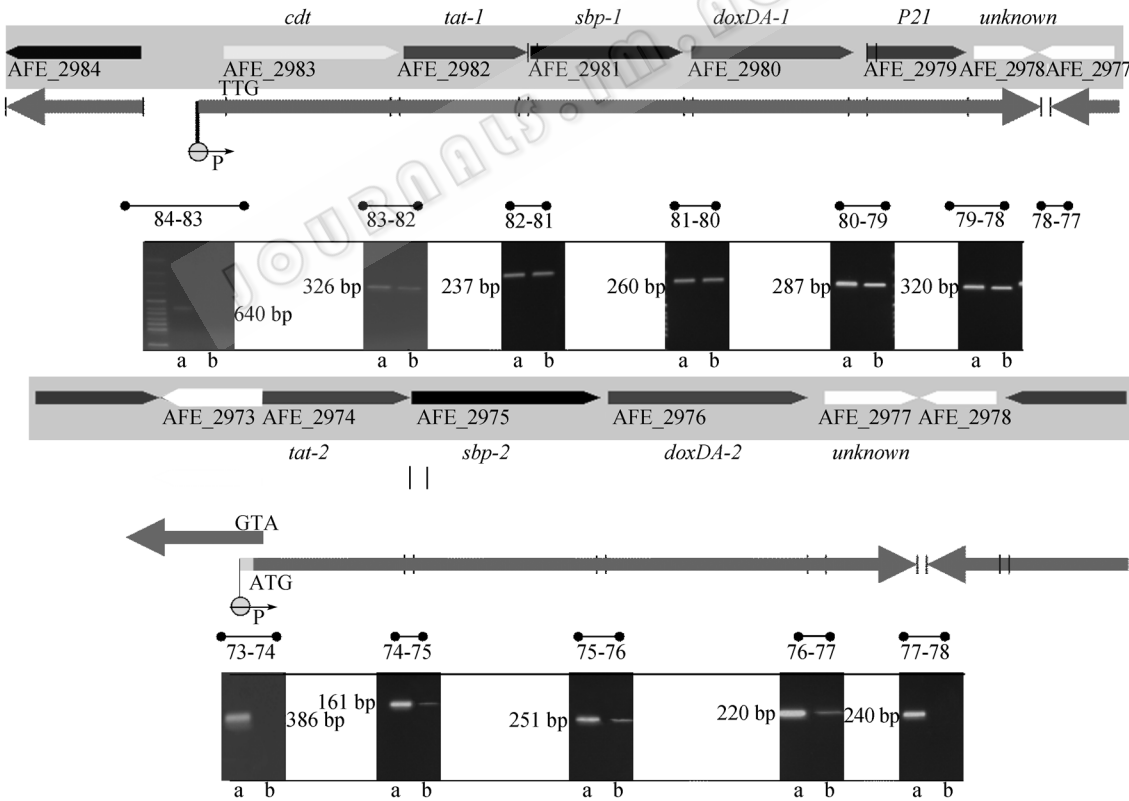 cdt tat-1 sbp-1 doxDA-1 P21 unknown
AFE_2984 AFE_2983 AFE_2982 AFE_2981 AFE_2980 AFE_2979 AFE_2978 AFE_2977
TTG
P
84-83 83-82 82-81 81-80 80-79 79-78 78-77
326 bp 237 bp 260 bp 287 bp 320 bp
640 bp
a b a b a b a b a b a b
AFE_2973 AFE_2974 AFE_2975 AFE_2976 AFE_2977 AFE_2978
tat-2 sbp-2 doxDA-2 unknown
GTA
ATG
P
73-74 74-75 75-76 76-77 77-78
161 bp 386 bp 251 bp 220 bp 240 bp
a b a b a b a b a b
JOURNALS.IM.AC